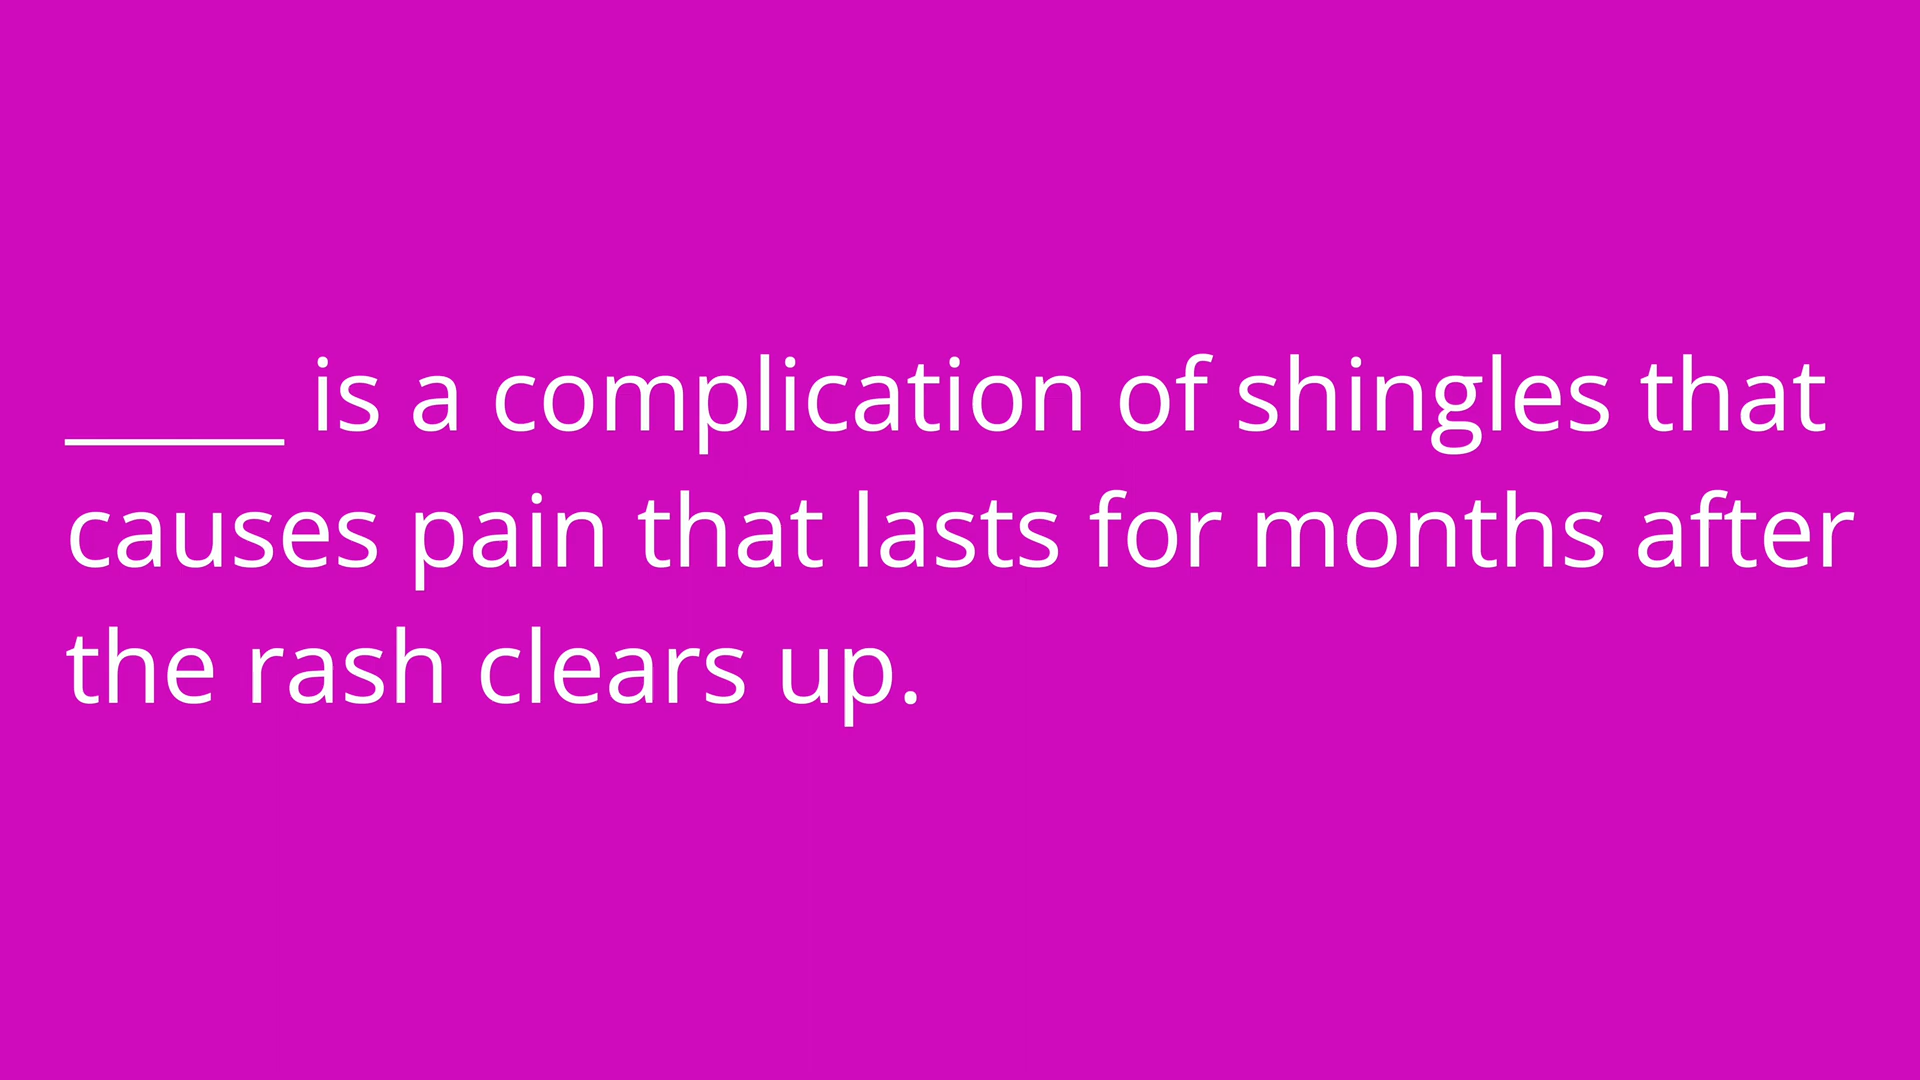 _____ is a complication of shingles that
causes pain that lasts for months after
the rash clears up.